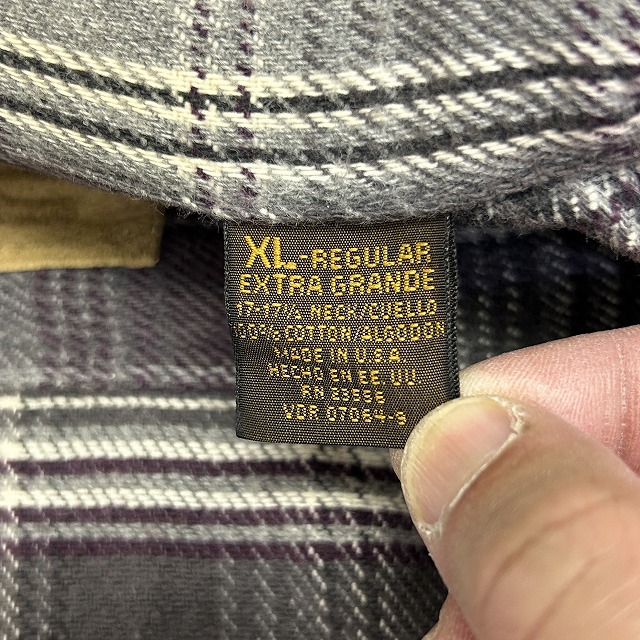 XL-REGULAR
EXTRA GRANDE
17-17½ NECK/CUELLO
100% COTTON ALGODON
MADE IN U.S.A
HECHO EN EE UU
RN
VDR 07064-9